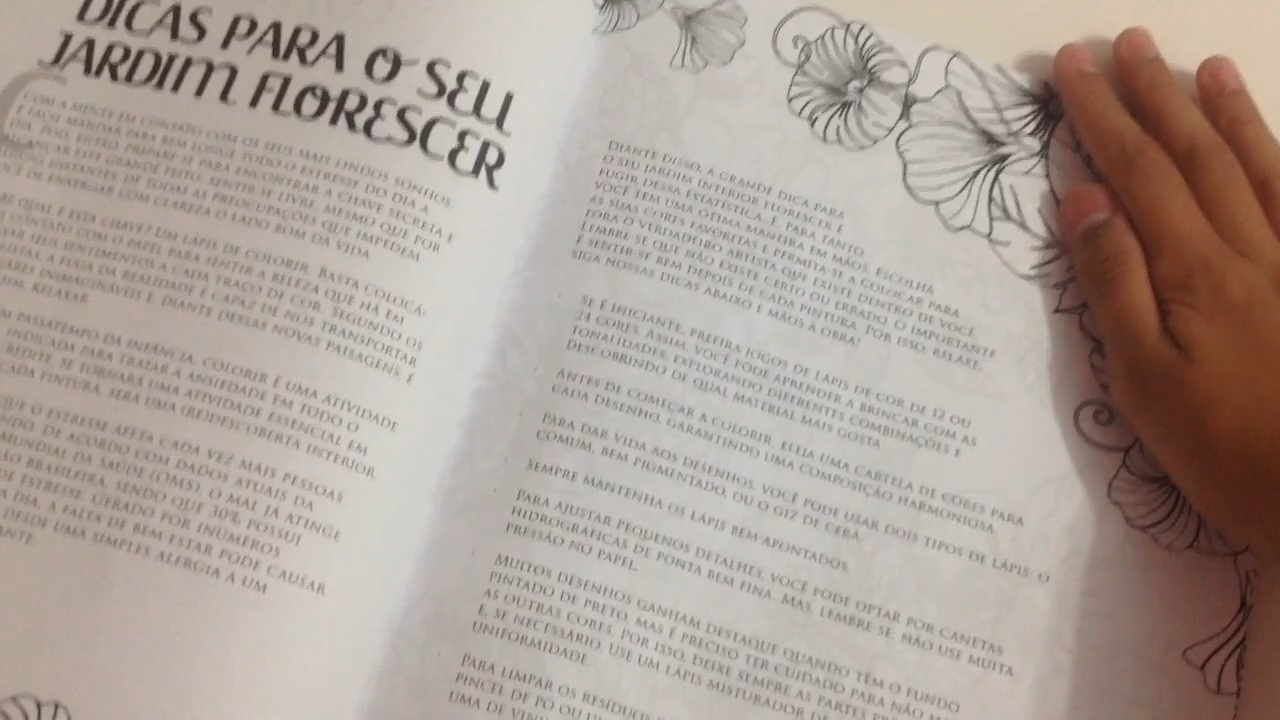 DICAS PARA O SEU
JARDIM FLORESCER
COM A MENTE EM CONTATO COM OS SEUS MAIS LINDOS SONHOS,
É FÁCIL MANDAR PARA BEM LONGE TODO O ESTRESSE DO DIA A
DIA. POIS, ENTÃO, PREPARE-SE PARA ENCONTRAR A CHAVE SECRETA E
ALCANÇAR ESTE GRANDE FEITO: SENTIR-SE LIVRE, MESMO QUE POR
ALGUNS INSTANTES, DE TODAS AS PREOCUPAÇÕES QUE IMPEDEM
VOCÊ DE ENXERGAR COM CLAREZA O LADO BOM DA VIDA
QUAL É ESTA CHAVE? UM LÁPIS DE COLORIR. BASTA COLOCÁ-
CONTATO COM O PAPEL PARA SENTIR A BELEZA QUE HÁ EM
SEUS SENTIMENTOS A CADA TRAÇO DE COR. SEGUNDO OS
A FUGA DA REALIDADE É CAPAZ DE NOS TRANSPORTAR
INIMAGINÁVEIS E, DIANTE DESSAS NOVAS PAISAGENS, É
RELAXAR
PASSATEMPO DA INFÂNCIA, COLORIR É UMA ATIVIDADE
INDICADA PARA TRATAR A ANSIEDADE EM TODO O
SE TORNARÁ UMA ATIVIDADE ESSENCIAL EM
CADA PINTURA, SERÁ UMA (RE)DESCOBERTA INTERIOR
QUE O ESTRESSE AFETA CADA VEZ MAIS PESSOAS
DE ACORDO COM DADOS ATUAIS DA
MUNDIAL DA SAÚDE (OMS), O MAL JÁ ATINGE
BRASILEIRA, SENDO QUE 30% POSSUI
DE ESTRESSE. GERADO POR INÚMEROS
A DIA, A FALTA DE BEM ESTAR PODE CAUSAR
DESDE UMA SIMPLES ALERGIA A UM
DIANTE DISSO, A GRANDE DICA PARA
O SEU JARDIM INTERIOR FLORESCER É
FUGIR DESSA ESTATÍSTICA. E, PARA TANTO,
VOCÊ TEM UMA ÓTIMA MANEIRA EM MÃOS. ESCOLHA
AS SUAS CORES FAVORITAS E PERMITA-SE A COLOCAR PARA
FORA O VERDADEIRO ARTISTA QUE EXISTE DENTRO DE VOCÊ.
LEMBRE-SE QUE NÃO EXISTE CERTO OU ERRADO. O IMPORTANTE
É SENTIR-SE BEM DEPOIS DE CADA PINTURA. POR ISSO, RELAXE,
SIGA NOSSAS DICAS ABAIXO E MÃOS À OBRA!
SE É INICIANTE, PREFIRA JOGOS DE LÁPIS DE COR DE 12 OU
24 CORES. ASSIM, VOCÊ PODE APRENDER A BRINCAR COM AS
TONALIDADES, EXPLORANDO DIFERENTES COMBINAÇÕES E
DESCOBRINDO DE QUAL MATERIAL MAIS GOSTA
ANTES DE COMEÇAR A COLORIR, ELEJA UMA CARTELA DE CORES PARA
CADA DESENHO, GARANTINDO UMA COMPOSIÇÃO HARMONIOSA.
PARA DAR VIDA AOS DESENHOS, VOCÊ PODE USAR DOIS TIPOS DE LÁPIS: O
COMUM, BEM PIGMENTADO, OU O GIZ DE CERA.
SEMPRE MANTENHA OS LÁPIS BEM-APONTADOS.
PARA AJUSTAR PEQUENOS DETALHES, VOCÊ PODE OPTAR POR CANETAS
HIDROGRÁFICAS DE PONTA BEM FINA. MAS, LEMBRE-SE: NÃO USE MUITA
PRESSÃO NO PAPEL.
MUITOS DESENHOS GANHAM DESTAQUE QUANDO TÊM O FUNDO
PINTADO DE PRETO, MAS É PRECISO TER CUIDADO PARA NÃO
AS OUTRAS CORES. POR ISSO, DEIXE SEMPRE AS PARTES
E, SE NECESSÁRIO, USE UM LÁPIS MISTURADOR DE
UNIFORMIDADE.
PARA LIMPAR OS RESÍDUOS
PINCEL DE PÓ OU
UMA DE